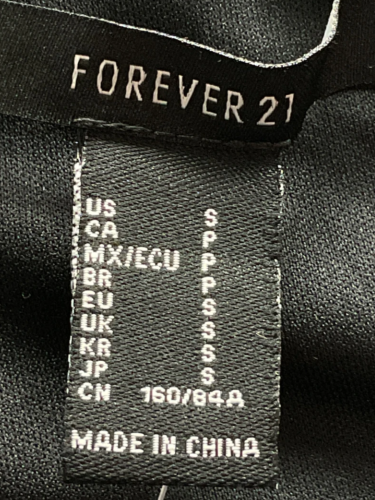 FOREVER 21
US S
CA P
MX/ECU P
BR P
EU S
UK S
KR S
JP S
CN 160/84A
MADE IN CHINA